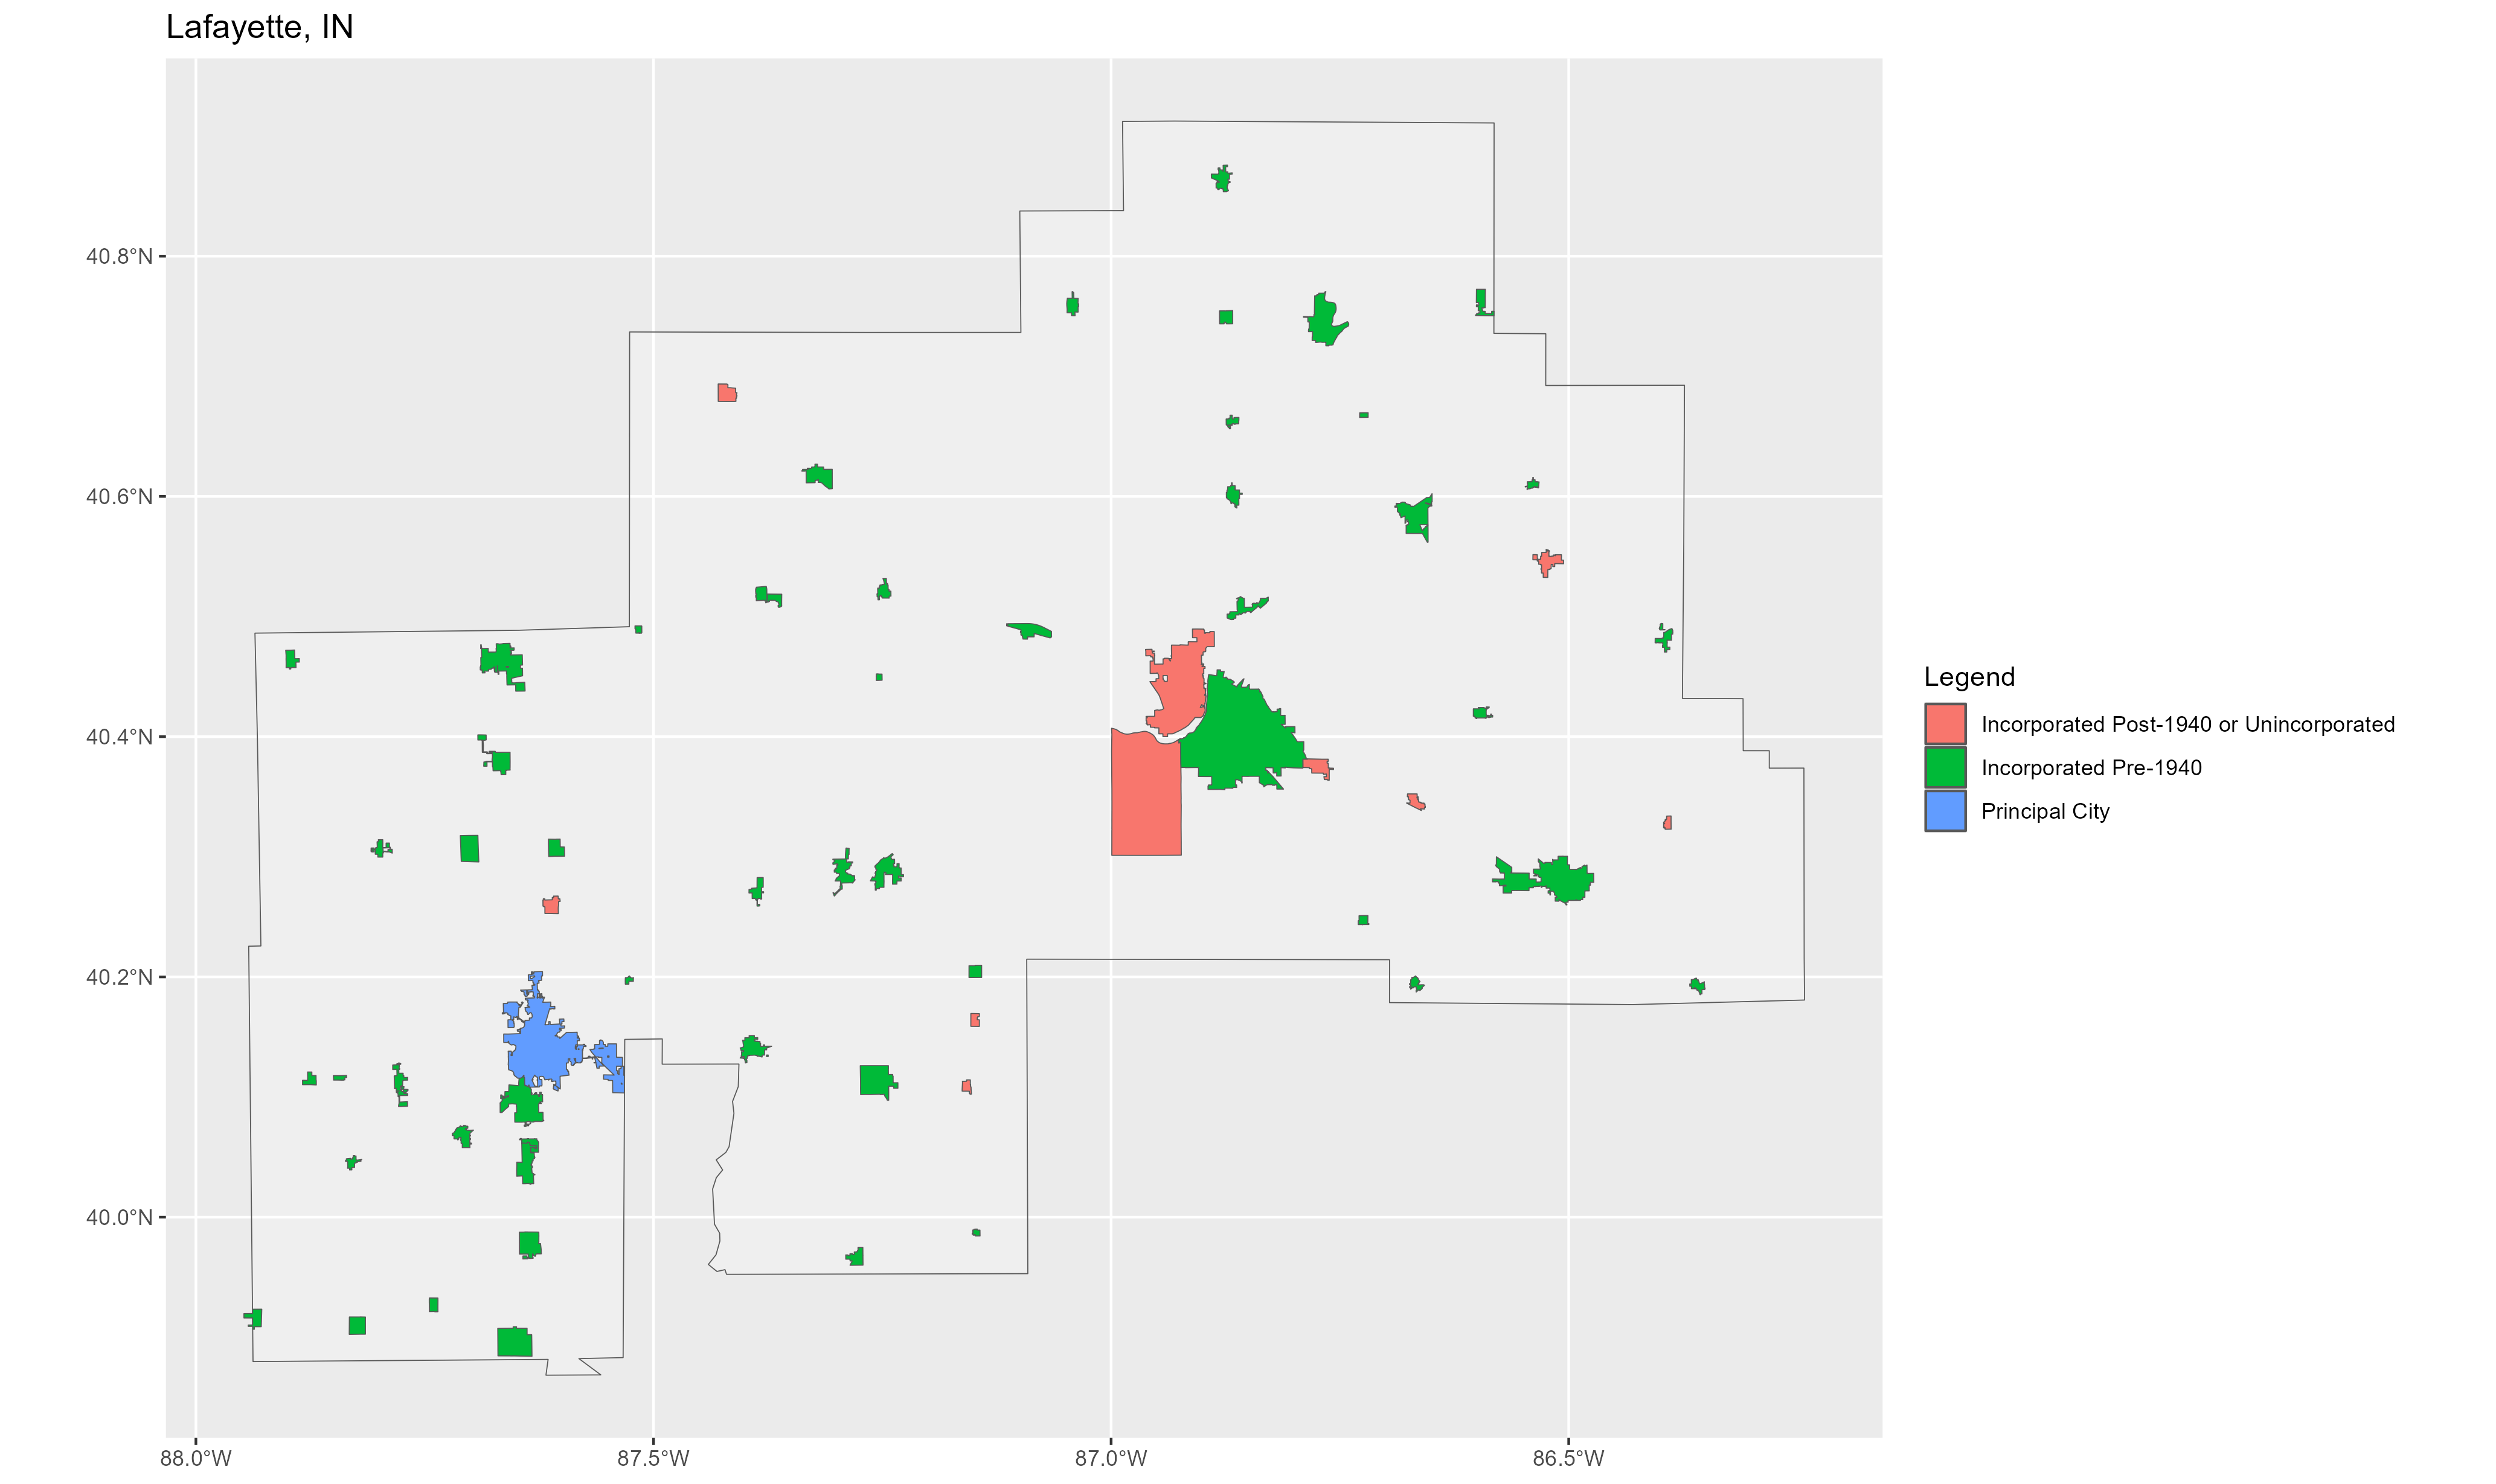 Lafayette, IN
40.8°N
40.6°N
40.4°N
40.2°N
40.0°N
88.0°W
87.5°W
87.0°W
86.5°W
Legend
Incorporated Post-1940 or Unincorporated
Incorporated Pre-1940
Principal City